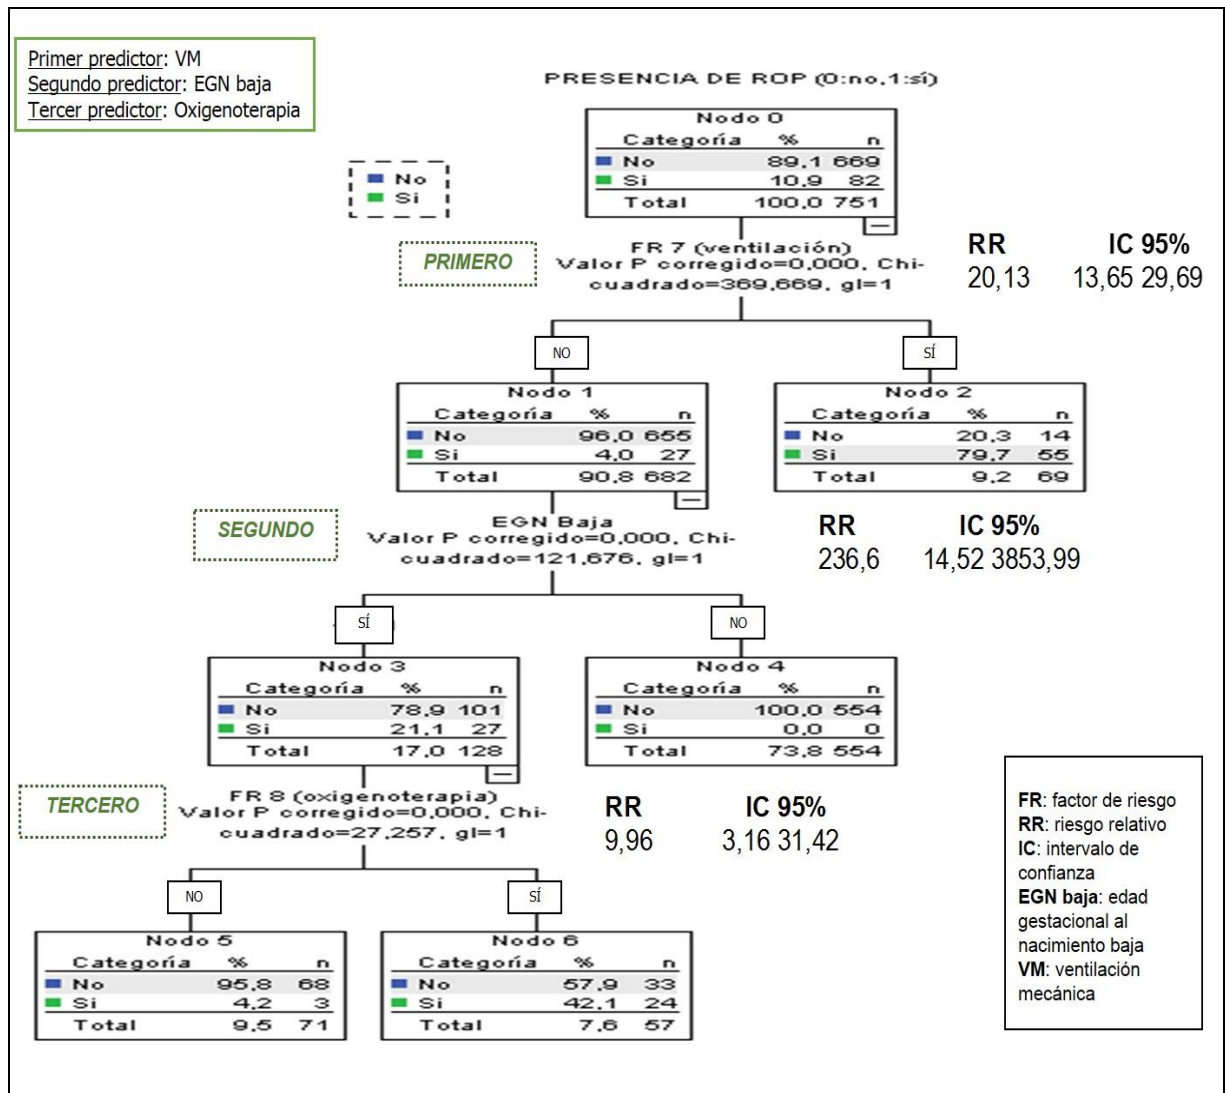 Primer predictor: VM
Segundo predictor: EGN baja
Tercer predictor: Oxigenoterapia
PRESENCIA DE ROP (0:no,1:sí)
No
Si
Nodo 0
Categoría % n
No 89,1 669
Si 10,9 82
Total 100,0 751
PRIMERO
FR 7 (ventilación)
Valor P corregido=0,000, Chi-
cuadrado=369,669, gl=1
RR IC 95%
20,13 13,65 29,69
NO
SÍ
Nodo 1
Categoría % n
No 96,0 655
Si 4,0 27
Total 90,8 682
Nodo 2
Categoría % n
No 20,3 14
Si 79,7 55
Total 9,2 69
SEGUNDO
EGN Baja
Valor P corregido=0,000, Chi-
cuadrado=121,676, gl=1
RR IC 95%
236,6 14,52 3853,99
SÍ
NO
Nodo 3
Categoría % n
No 78,9 101
Si 21,1 27
Total 17,0 128
Nodo 4
Categoría % n
No 100,0 554
Si 0,0 0
Total 73,8 554
TERCERO
FR 8 (oxigenoterapia)
Valor P corregido=0,000, Chi-
cuadrado=27,257, gl=1
RR IC 95%
9,96 3,16 31,42
NO
SÍ
Nodo 5
Categoría % n
No 95,8 68
Si 4,2 3
Total 9,5 71
Nodo 6
Categoría % n
No 57,9 33
Si 42,1 24
Total 7,6 57
FR: factor de riesgo
RR: riesgo relativo
IC: intervalo de
confianza
EGN baja: edad
gestacional al
nacimiento baja
VM: ventilación
mecánica